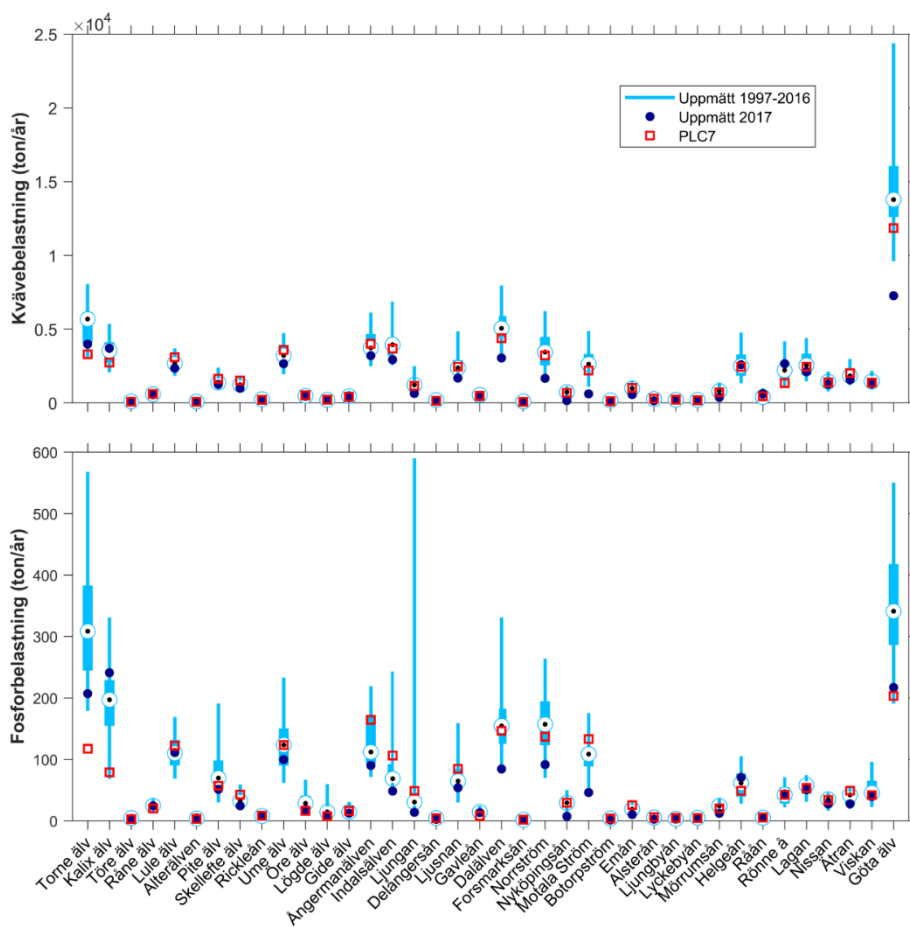 ×10⁴
2.5
2
1.5
1
0.5
0
Kvävebelastning (ton/år)
Uppmätt 1997-2016
Uppmätt 2017
PLC7
600
500
400
300
200
100
0
Fosforbelastning (ton/år)
Torne älv
Kalix älv
Töre älv
Råne älv
Lule älv
Alterälven
Pite älv
Skellefte älv
Rickleån
Ume älv
Öre älv
Lögde älv
Gide älv
Ångermanälven
Indalsälven
Ljungan
Delångersån
Ljusnan
Gavleån
Dalälven
Forsmarksån
Norrström
Nyköpingsån
Motala Ström
Botorpström
Emån
Alsterån
Ljungbyån
Lyckebyån
Mörrumsån
Helgeån
Råån
Rönne å
Lagan
Nissan
Ätran
Viskan
Göta älv